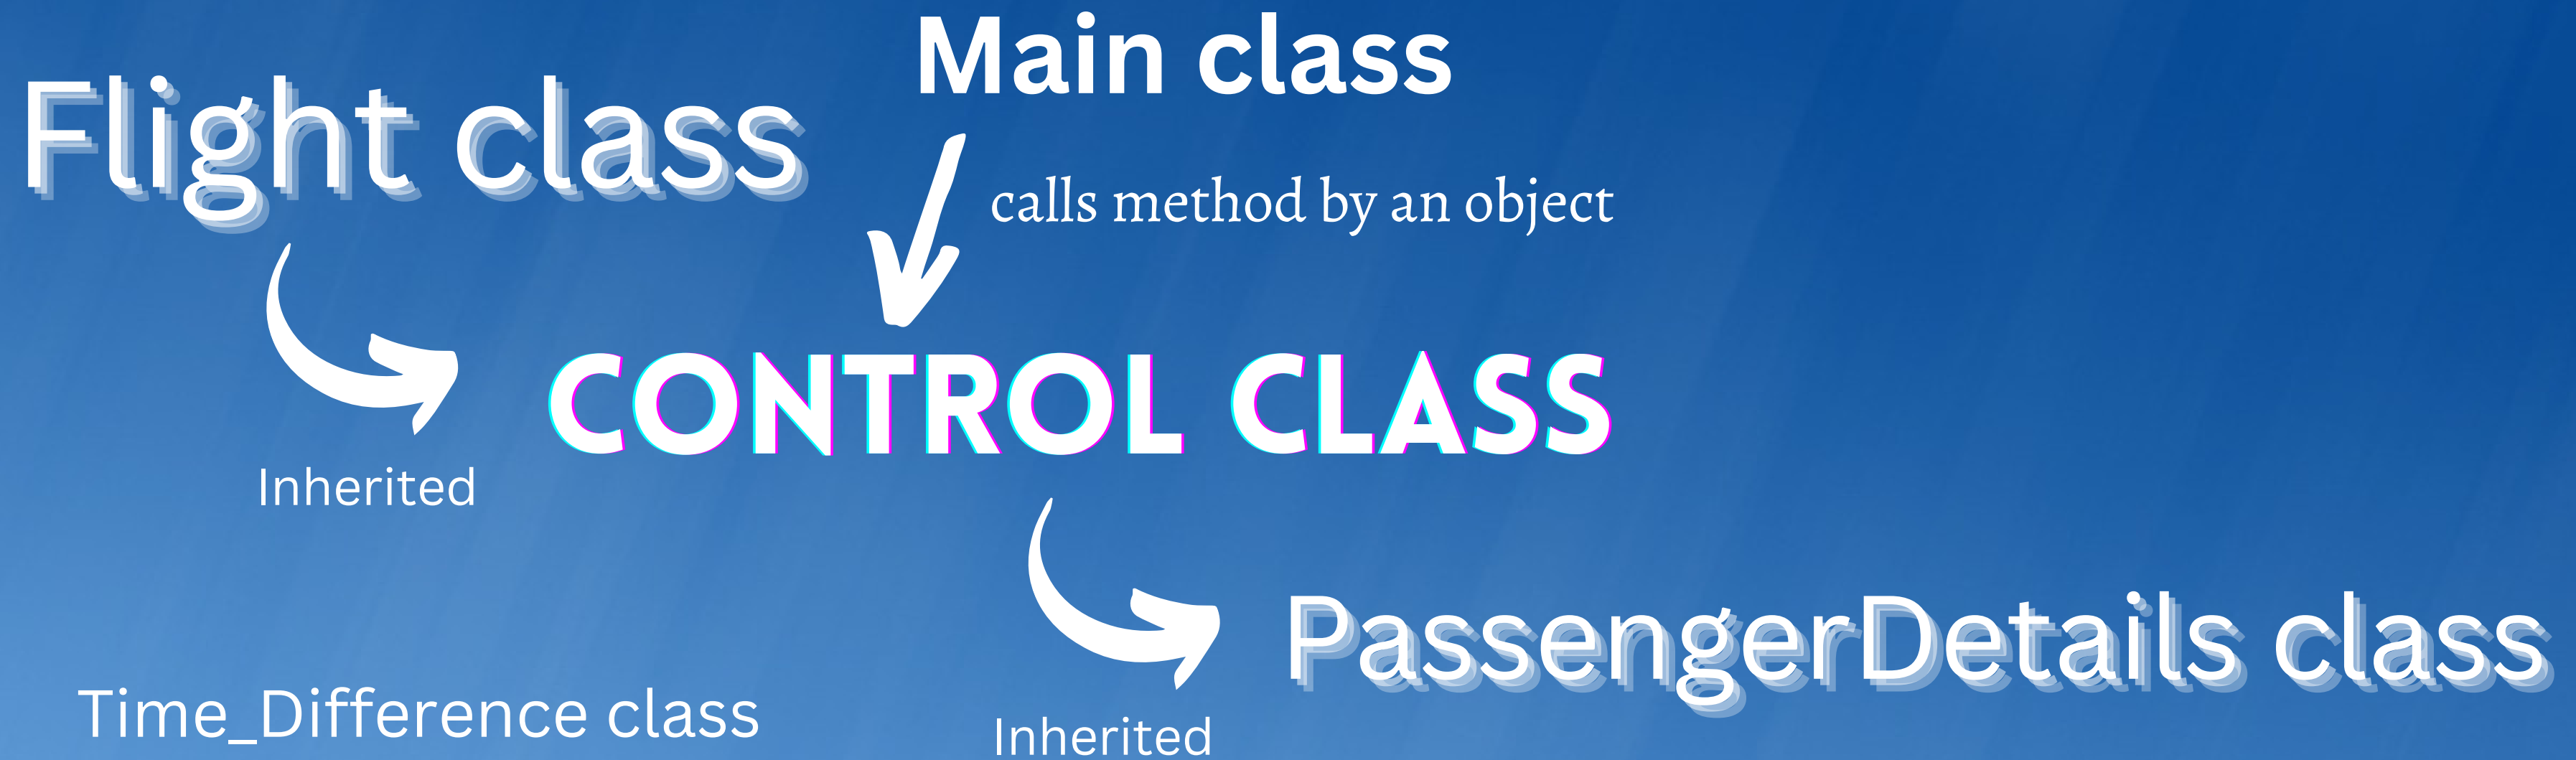 Main class
Flight class
calls method by an object
CONTROL CLASS
Inherited
PassengerDetails class
Time_Difference class
Inherited